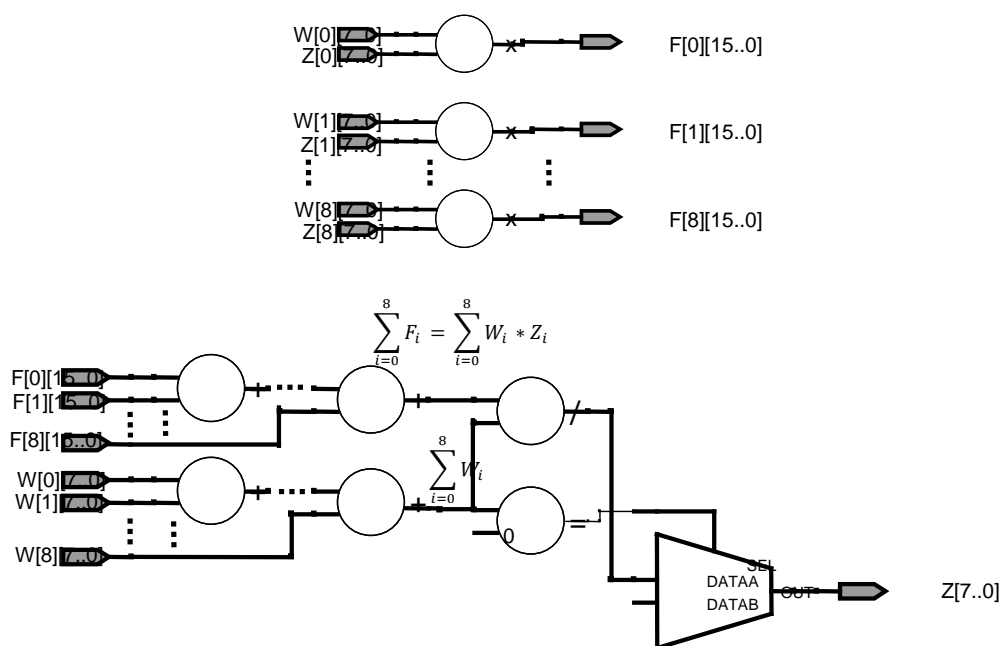 W[0][7..0]
x
F[0][15..0]
Z[0][7..0]
W[1][7..0]
x
F[1][15..0]
Z[1][7..0]
W[8][7..0]
x
F[8][15..0]
Z[8][7..0]
8 8
∑ F_i = ∑ W_i * Z_i
i=0 i=0
F[0][15..0]
+
+
F[1][15..0]
/
F[8][15..0]
8
∑ W_i
i=0
W[0][7..0]
+
+
W[1][7..0]
=
0
W[8][7..0]
SEL
DATAA
OUT
Z[7..0]
DATAB